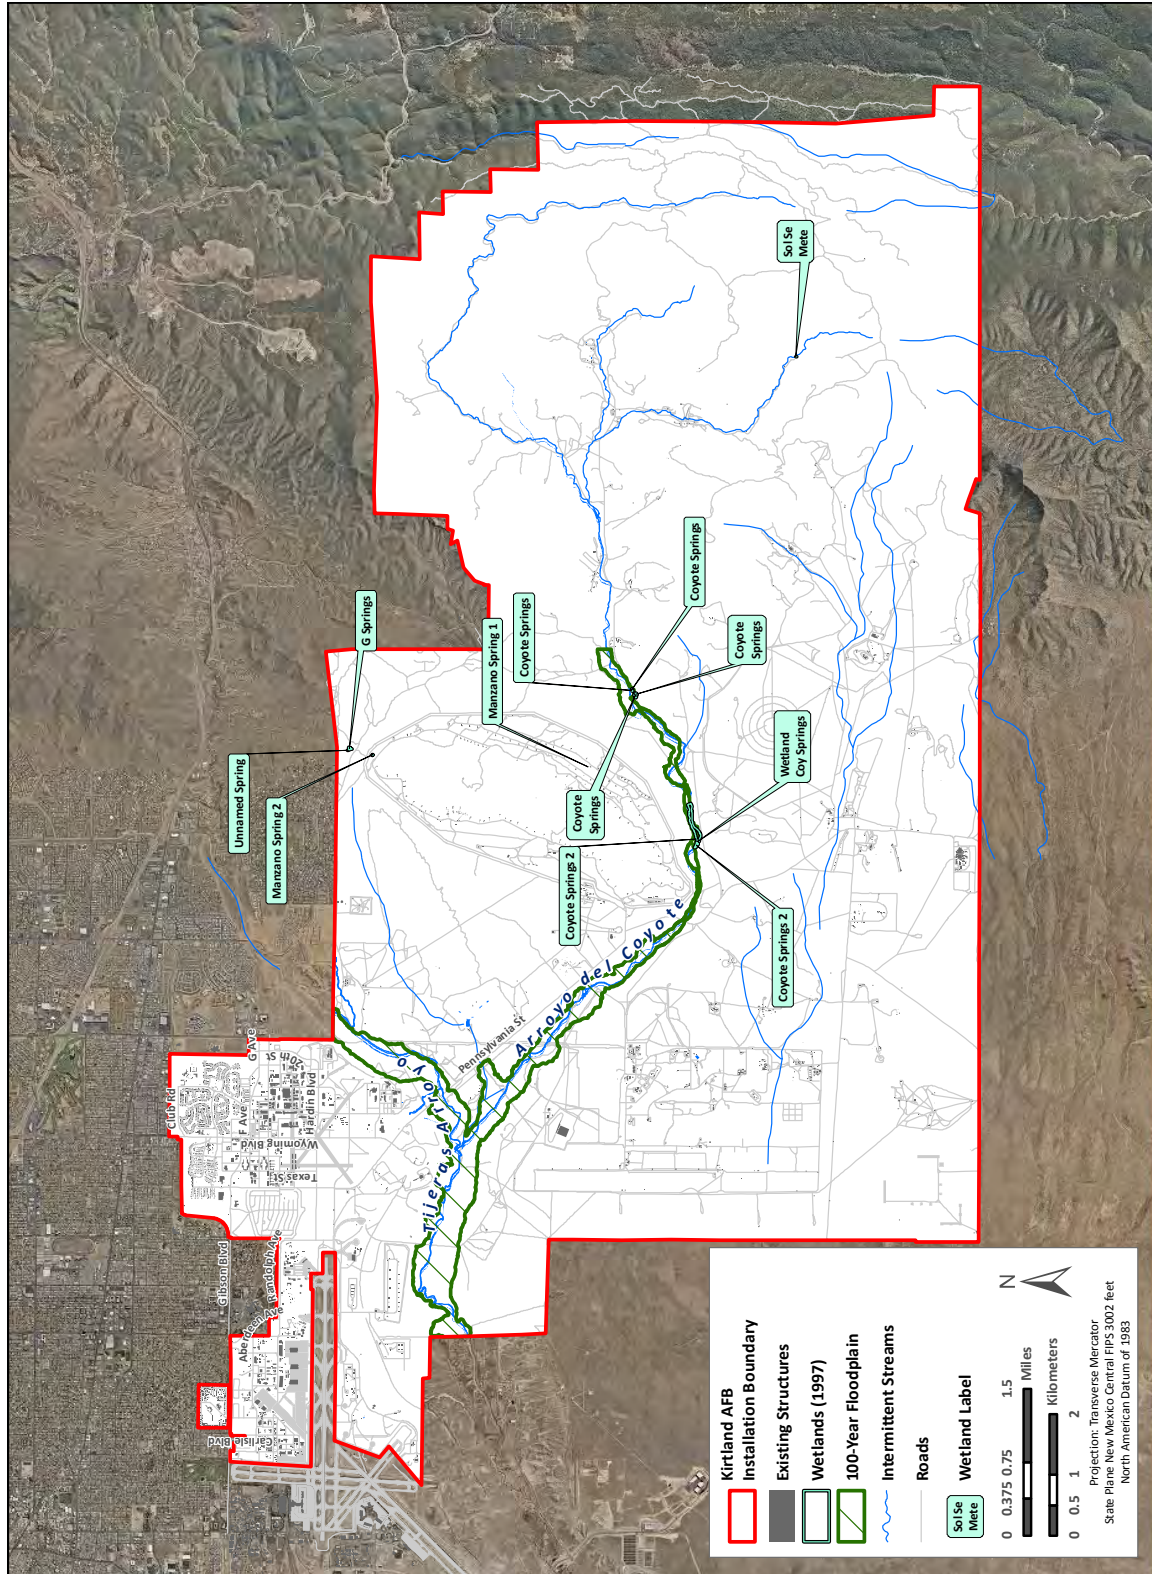 Unnamed Spring
G Springs
Manzano Spring 2
Manzano Spring 1
Coyote Springs
Coyote Springs
Coyote
Springs
Coyote
Springs
Sol Se
Mete
Coyote Springs 2
Wetland
Coy Springs
Coyote Springs 2
Tijeras Arroyo
Arroyo del Coyote
Pennsylvania St
Club Rd
G Ave
20th St
F Ave
Hardin Blvd
Wyoming Blvd
Texas St
Gibson Blvd
Randolph Ave
Aberdeen Ave
Carlisle Blvd
Kirtland AFB
Installation Boundary
Existing Structures
Wetlands (1997)
100-Year Floodplain
Intermittent Streams
Roads
Sol Se
Mete
Wetland Label
N
0 0.375 0.75 1.5
Miles
Kilometers
0 0.5 1 2
Projection: Transverse Mercator
State Plane New Mexico Central FIPS 3002 feet
North American Datum of 1983